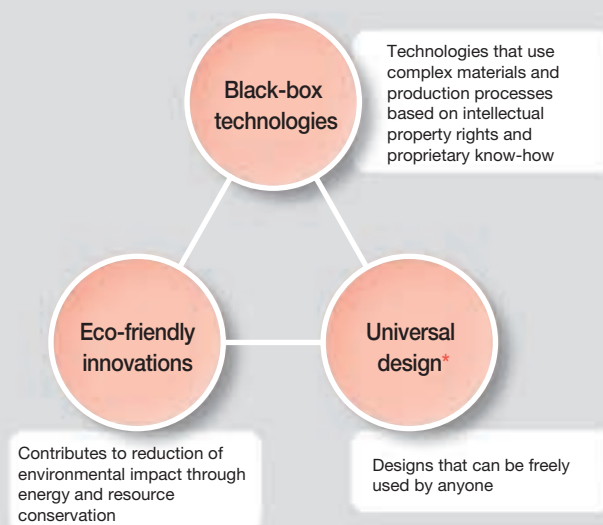 Black-box
technologies
Technologies that use
complex materials and
production processes
based on intellectual
property rights and
proprietary know-how
Eco-friendly
innovations
Universal
design*
Contributes to reduction of
environmental impact through
energy and resource
conservation
Designs that can be freely
used by anyone